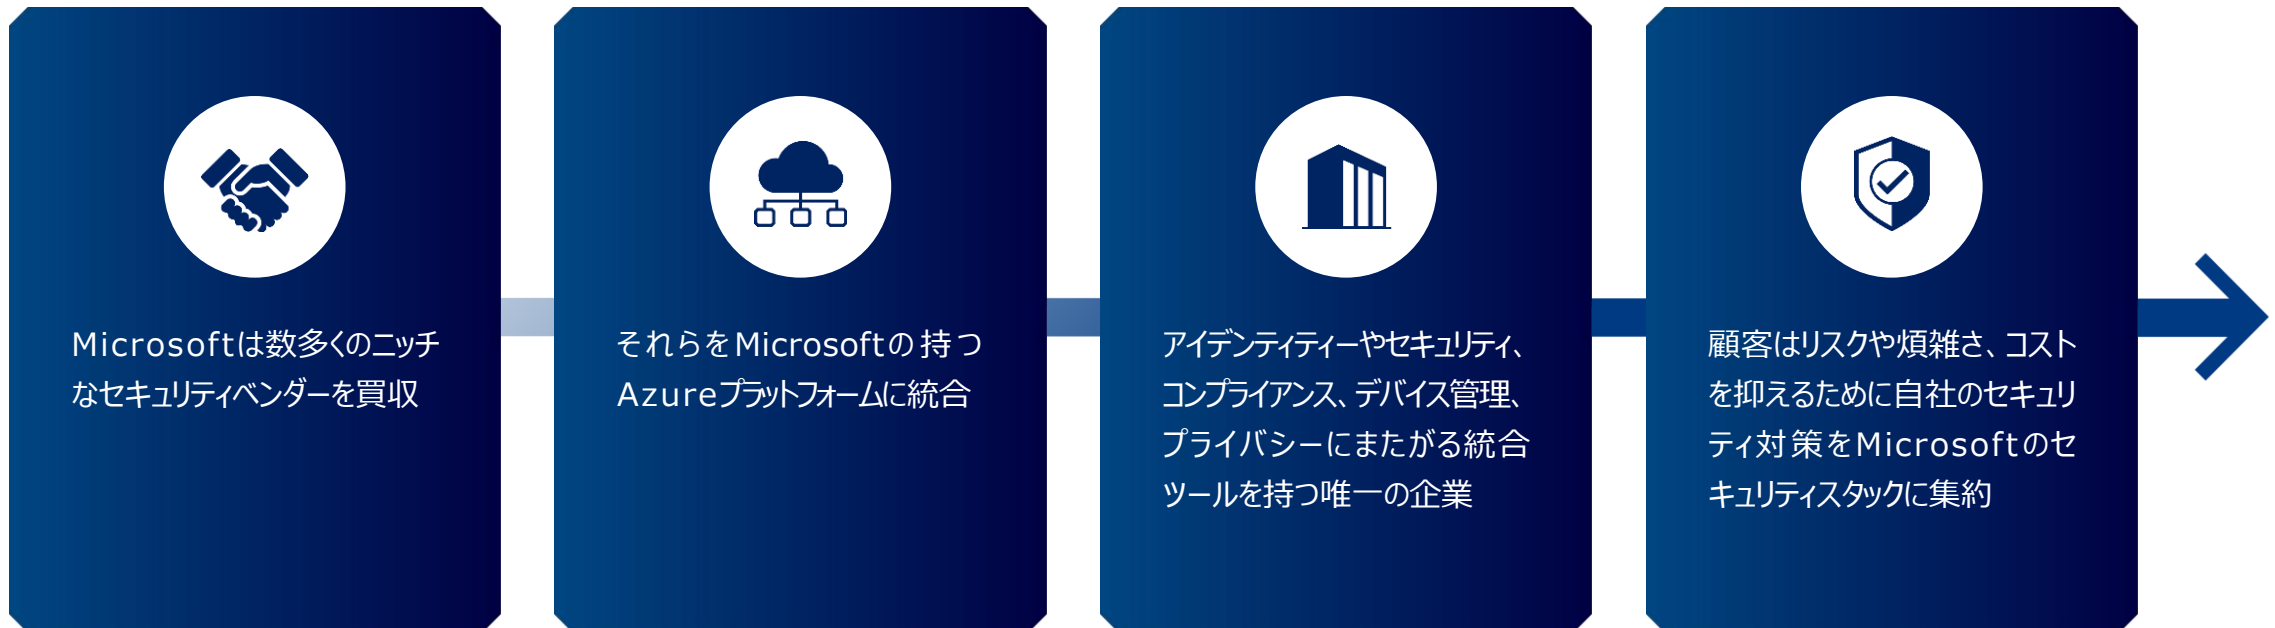 Microsoftは数多くのニッチ
なセキュリティベンダーを買収
それらをMicrosoftの持つ
Azureプラットフォームに統合
アイデンティティーやセキュリティ、
コンプライアンス、デバイス管理、
プライバシーにまたがる統合
ツールを持つ唯一の企業
顧客はリスクや煩雑さ、コスト
を抑えるために自社のセキュリ
ティ対策をMicrosoftのセ
キュリティスタックに集約